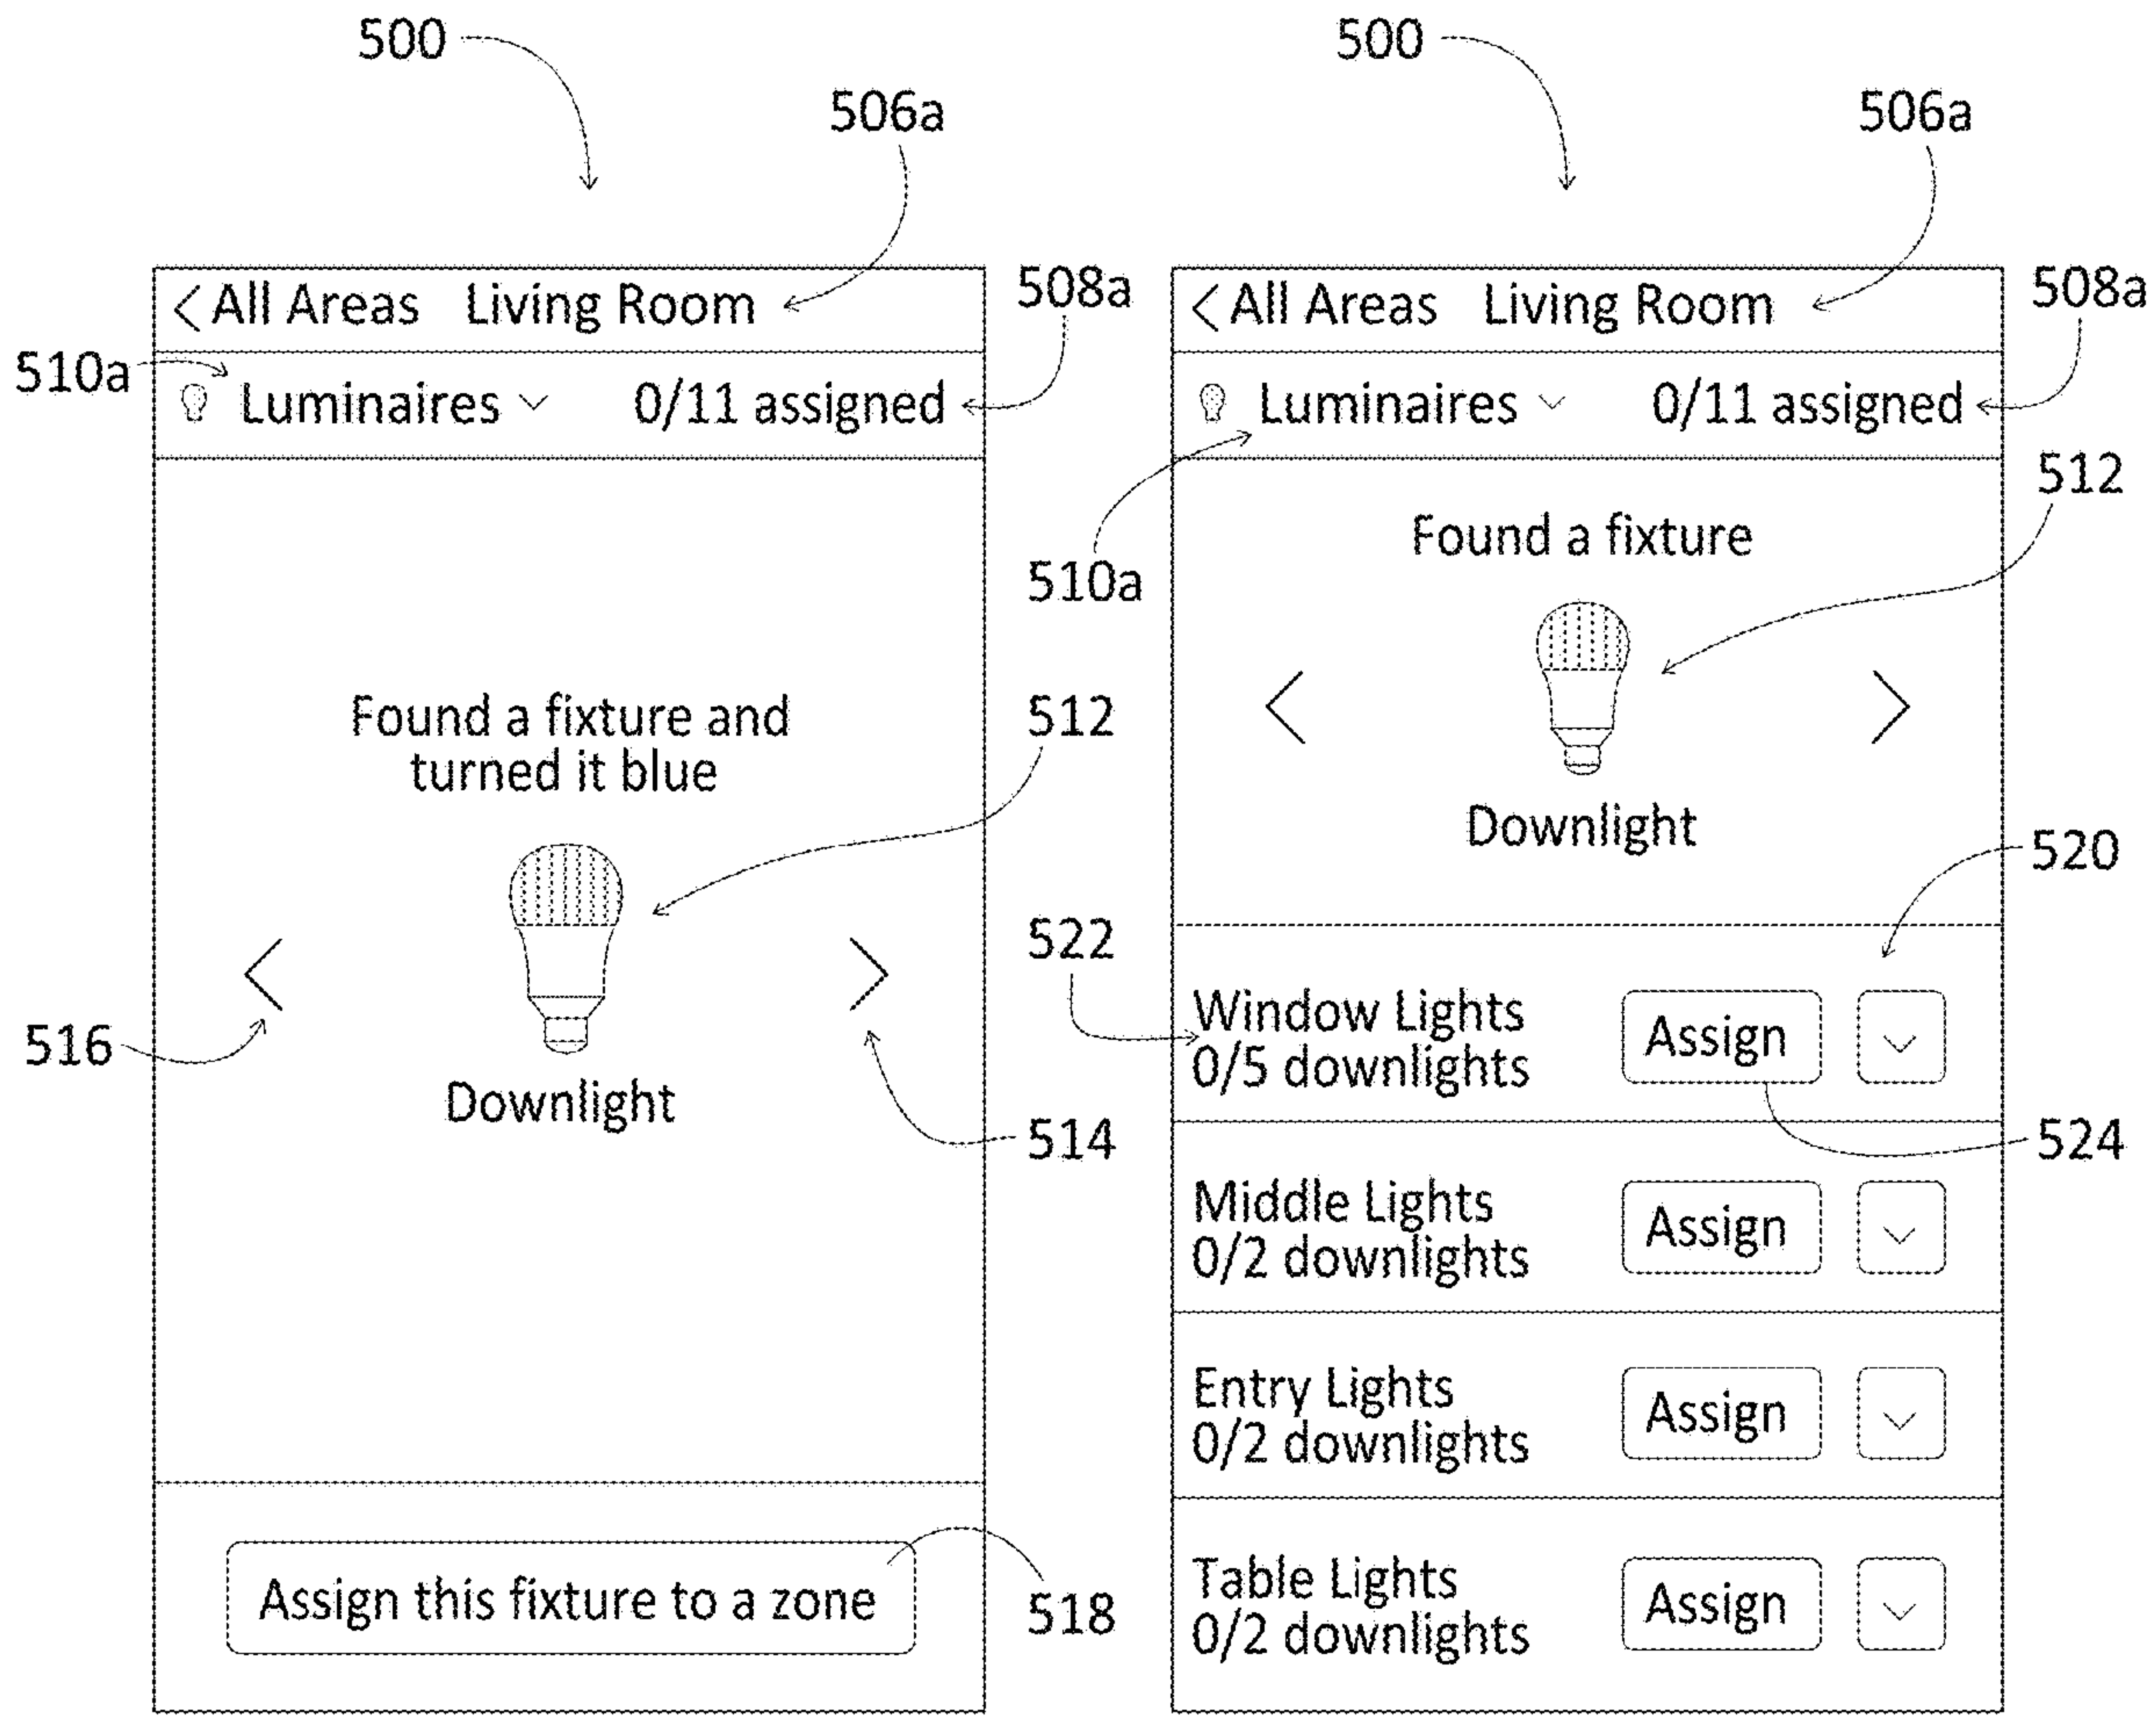 500
506a
508a
510a
< All Areas Living Room
Luminaires 0/11 assigned
Found a fixture and
turned it blue
512
Downlight
516
514
Assign this fixture to a zone
518
500
506a
508a
< All Areas Living Room
Luminaires 0/11 assigned
510a
512
Found a fixture
Downlight
520
522
Window Lights
0/5 downlights
Assign
524
Middle Lights
0/2 downlights
Assign
Entry Lights
0/2 downlights
Assign
Table Lights
0/2 downlights
Assign